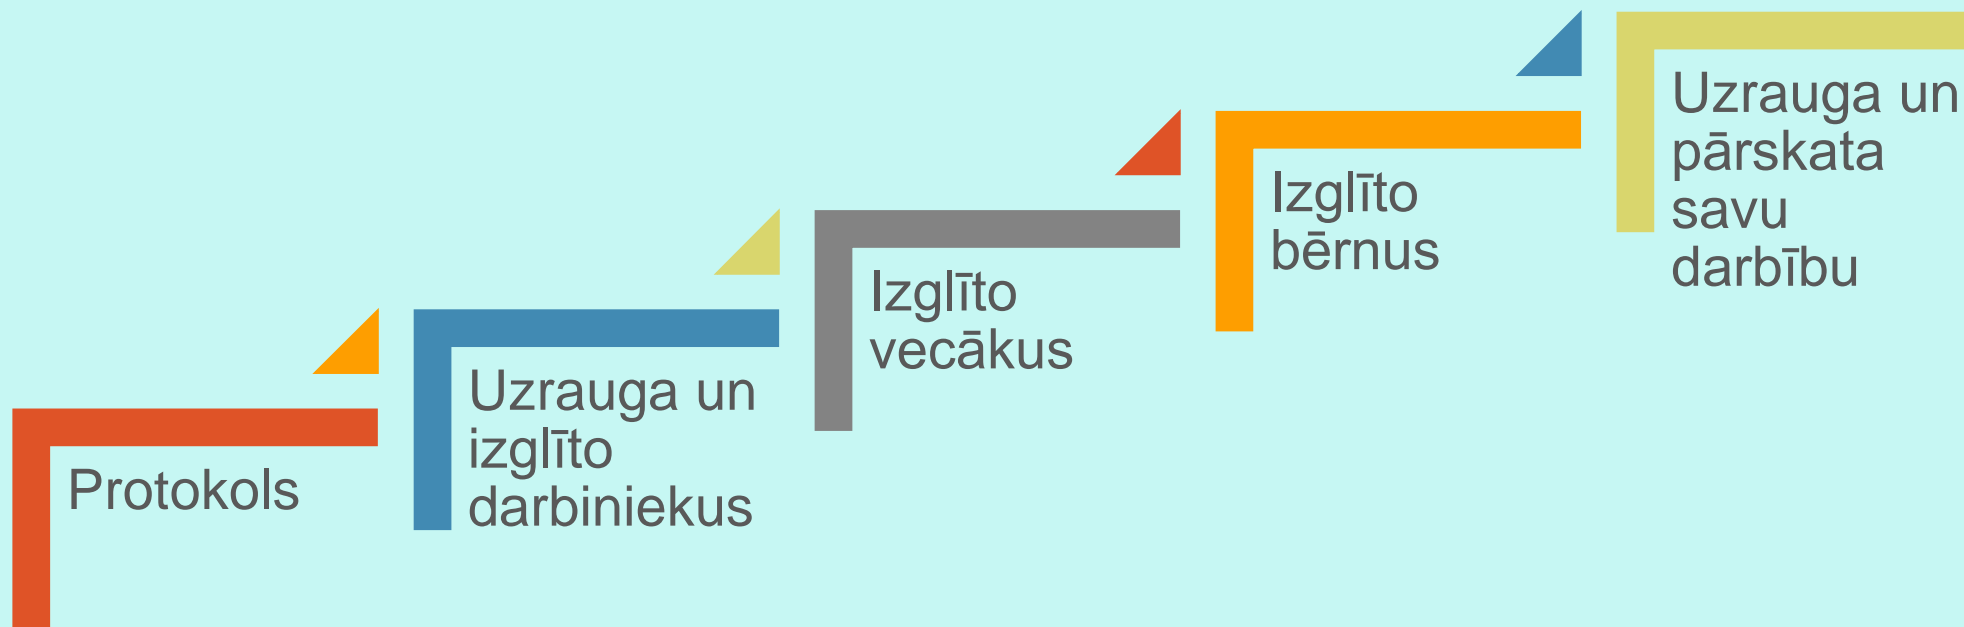 Protokols
Uzrauga un
izglīto
darbiniekus
Izglīto
vecākus
Izglīto
bērnus
Uzrauga un
pārskata
savu
darbību